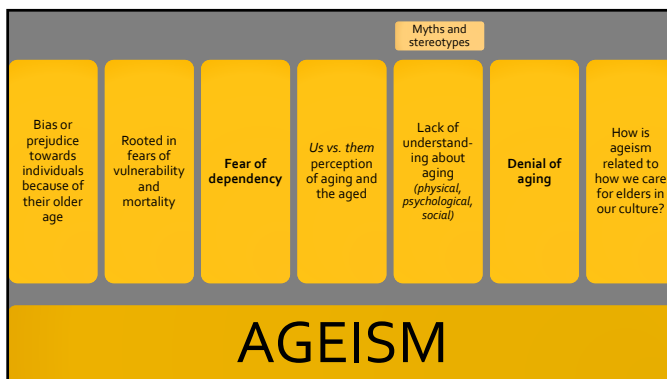 Myths and
stereotypes
Bias or
prejudice
towards
individuals
because of
their older
age
Rooted in
fears of
vulnerability
and
mortality
Fear of
dependency
Us vs. them
perception
of aging and
the aged
Lack of
understand-
ing about
aging
(physical,
psychological,
social)
Denial of
aging
How is
ageism
related to
how we care
for elders in
our culture?
AGEISM